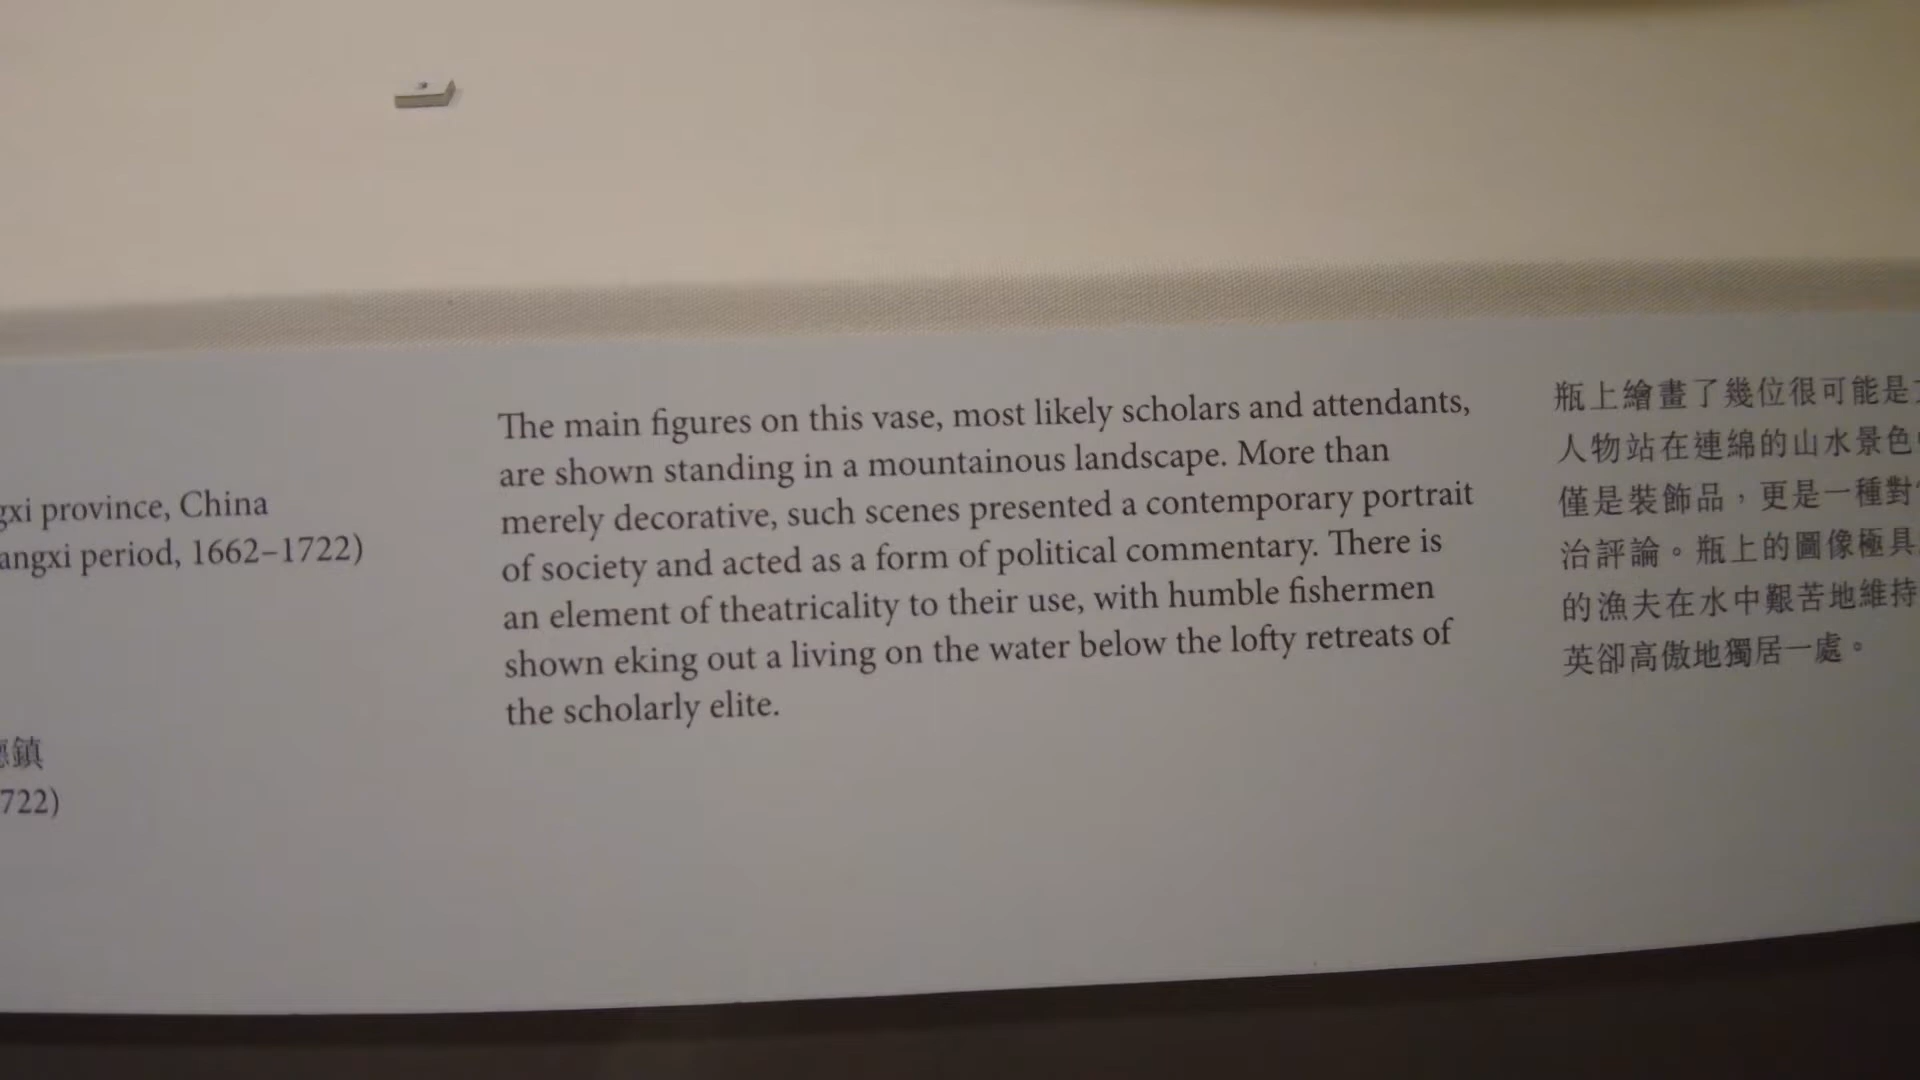 province, China
period, 1662–1722)
鎮
The main figures on this vase, most likely scholars and attendants,
are shown standing in a mountainous landscape. More than
merely decorative, such scenes presented a contemporary portrait
of society and acted as a form of political commentary. There is
an element of theatricality to their use, with humble fishermen
shown eking out a living on the water below the lofty retreats of
the scholarly elite.
瓶上繪畫了幾位很可能是
人物站在連綿的山水景色
僅是裝飾品，更是一種對
治評論。瓶上的圖像極具
的漁夫在水中艱苦地維持
英卻高傲地獨居一處。